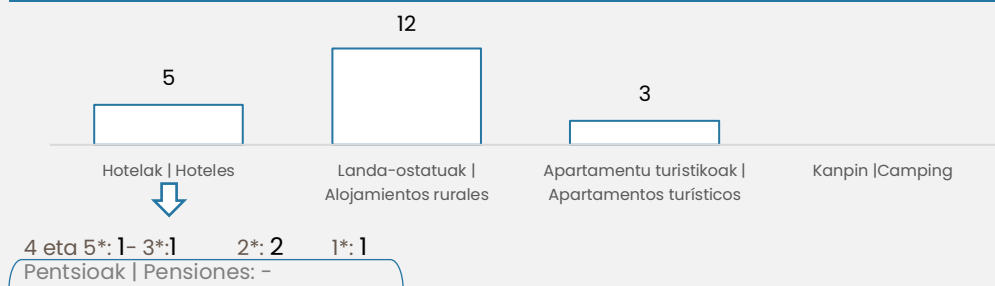 12
5
3
Hotelak | Hoteles
Landa-ostatuak |
Alojamientos rurales
Apartamentu turistikoak |
Apartamentos turísticos
Kanpin |Camping
4 eta 5*: 1- 3*:1 2*: 2 1*: 1
Pentsioak | Pensiones: -